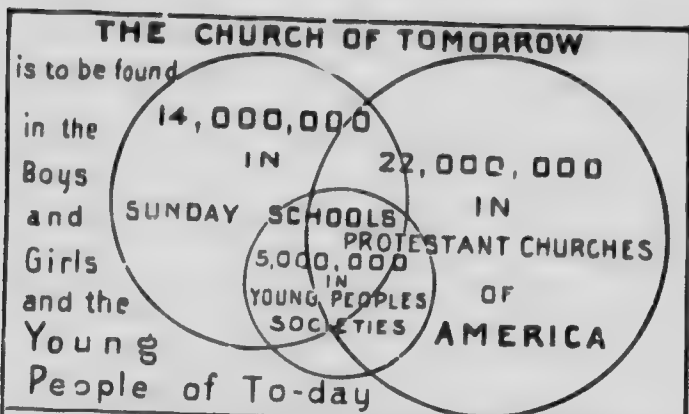 THE CHURCH OF TOMORROW
is to be found
in the
Boys
and
Girls
and the
Young
People of To-day
14,000,000
IN
SUNDAY SCHOOLS
22,000,000
IN
PROTESTANT CHURCHES
OF
AMERICA
5,000,000
IN
YOUNG PEOPLES
SOCIETIES